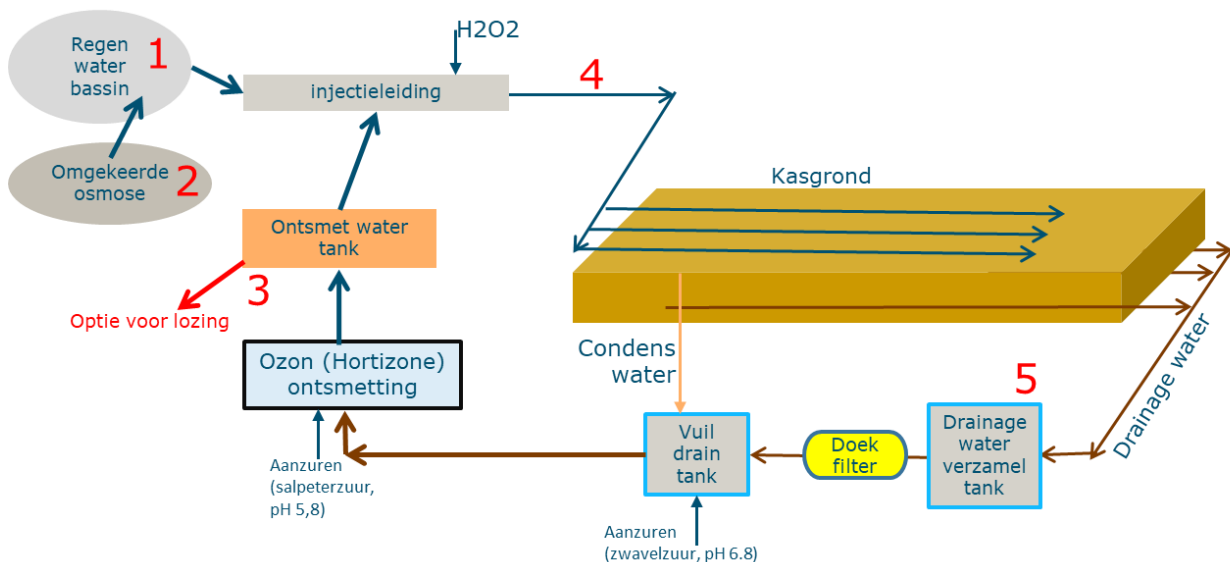 Regen
water
bassin
1
H2O2
injectieleiding
4
Omgekeerde
osmose
2
Kasgrond
Ontsmet water
tank
3
Optie voor lozing
Ozon (Hortizone)
ontsmetting
Condens
water
Drainage water
5
Vuil
drain
tank
Doek
filter
Drainage
water
verzamel
tank
Aanzuren
(salpeterzuur,
pH 5,8)
Aanzuren
(zwavelzuur, pH 6.8)